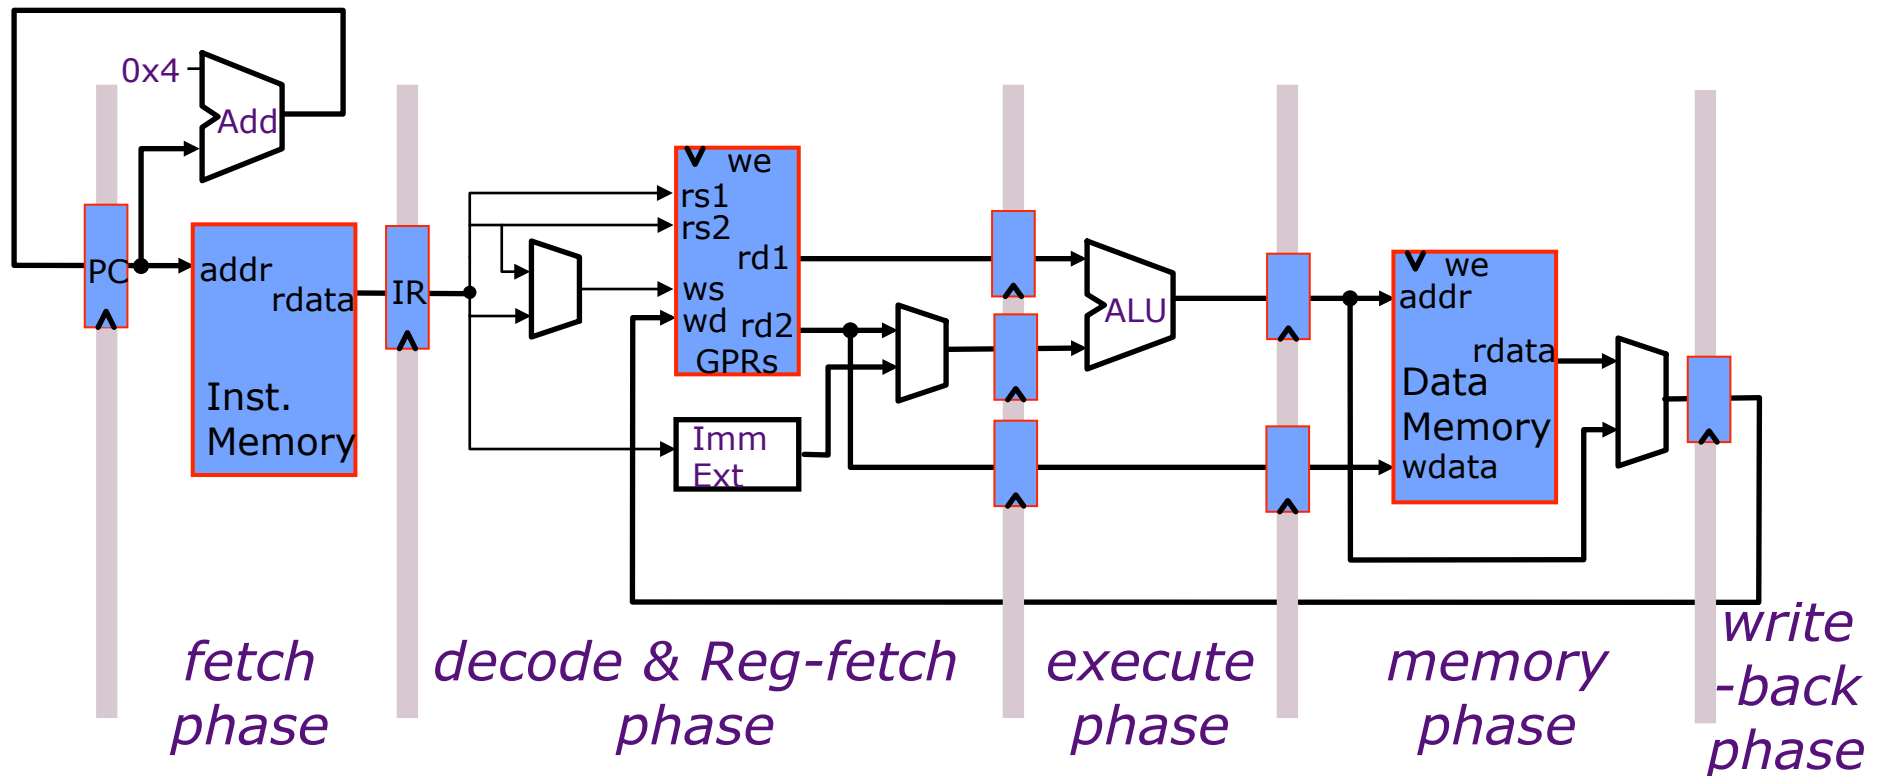 0x4
Add
PC
addr
rdata
Inst.
Memory
IR
we
rs1
rs2
rd1
ws
wd
rd2
GPRs
Imm
Ext
ALU
we
addr
rdata
Data
Memory
wdata
fetch
phase
decode & Reg-fetch
phase
execute
phase
memory
phase
write
-back
phase